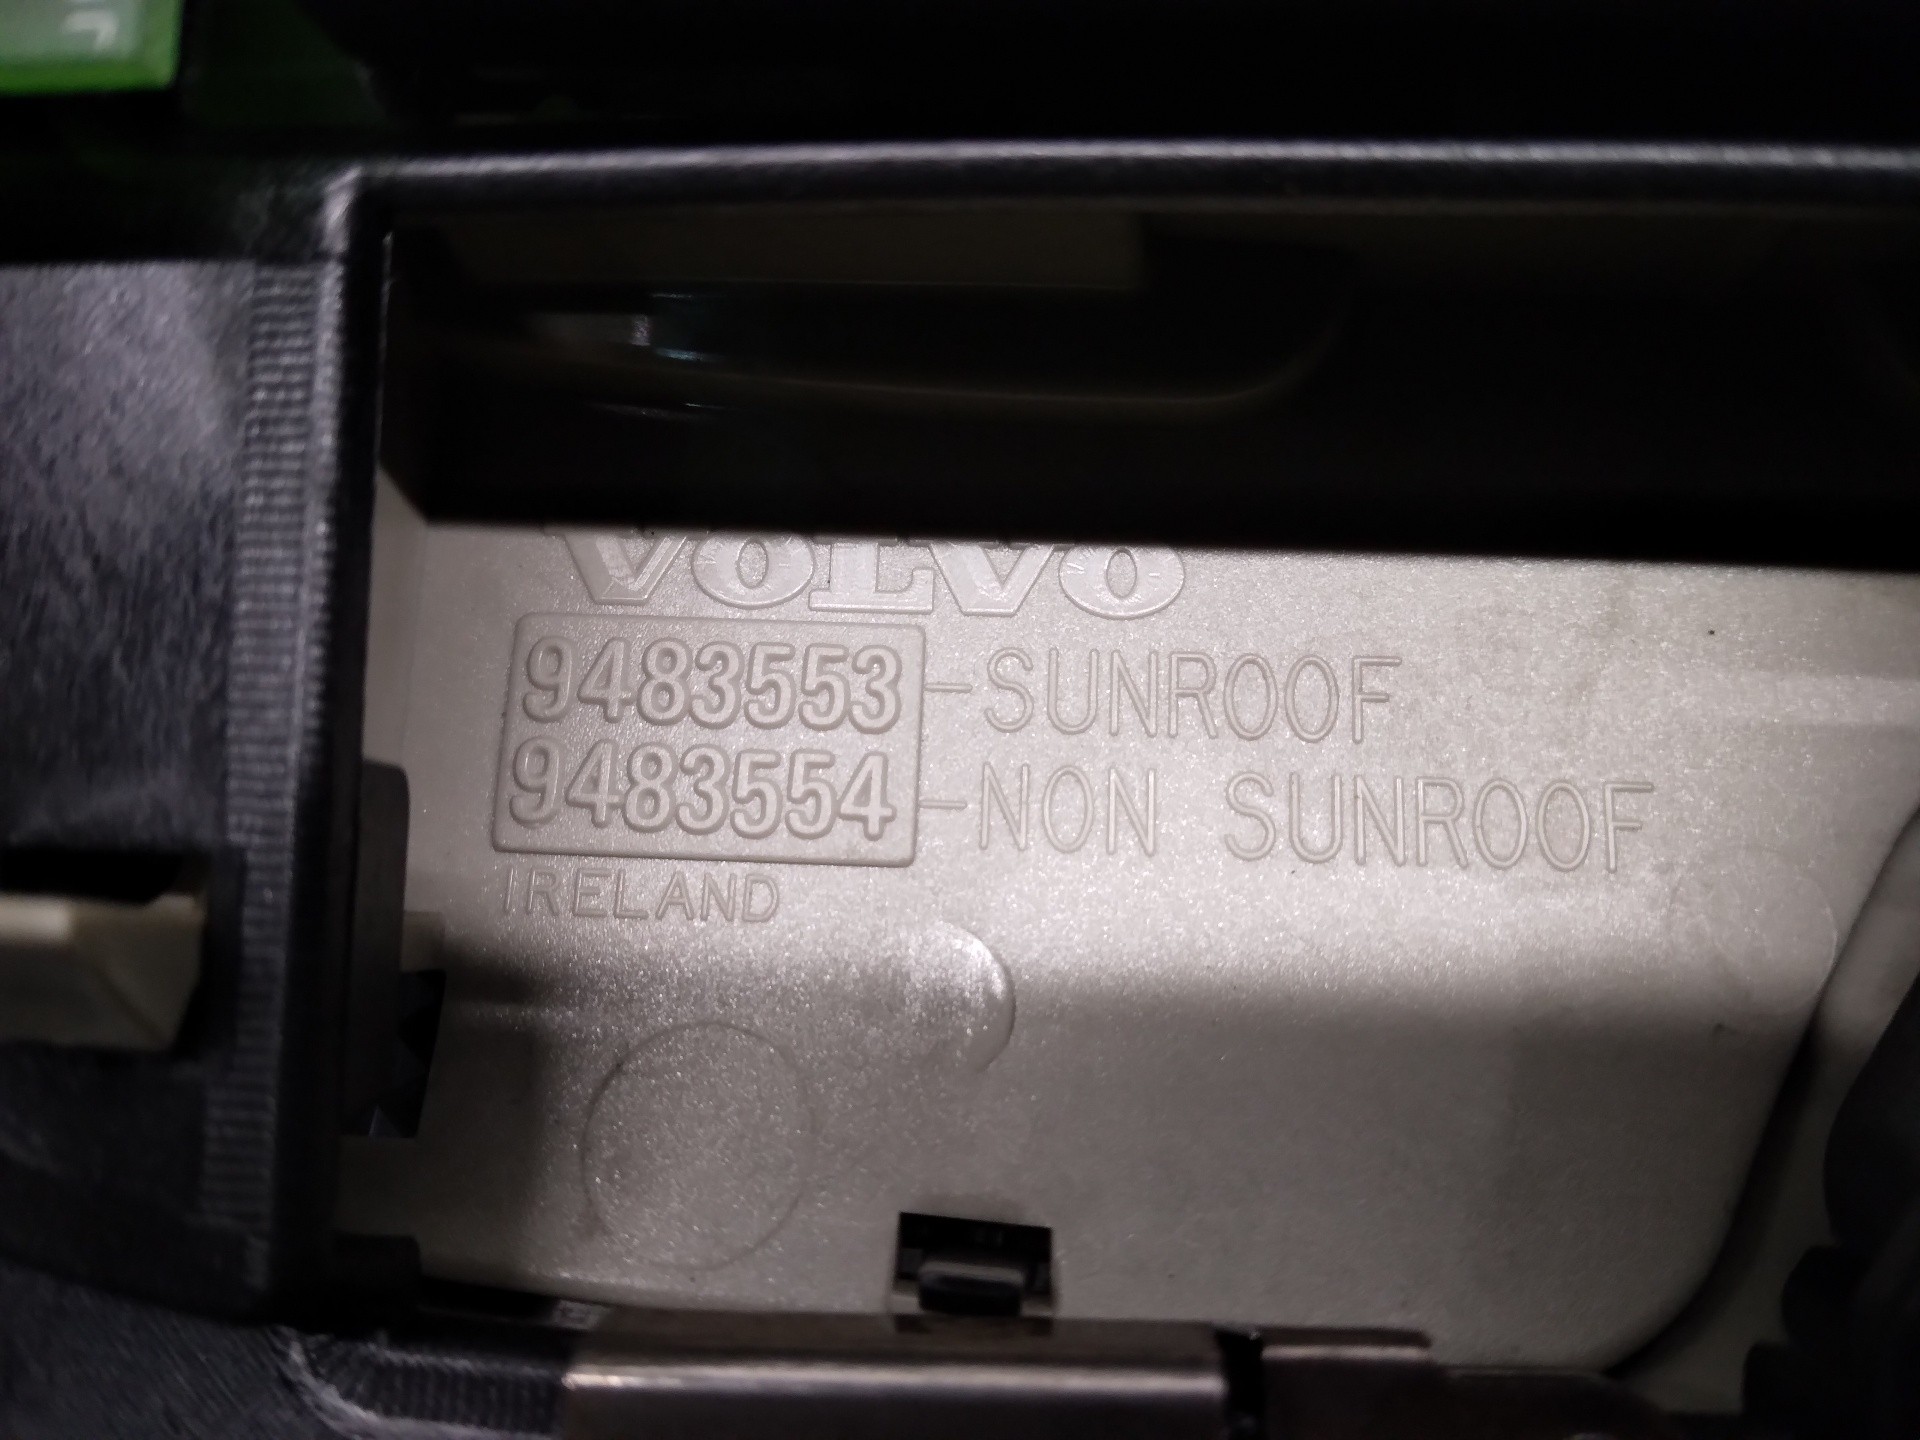 VOLVO
9483553-SUNROOF
9483554-NON SUNROOF
IRELAND